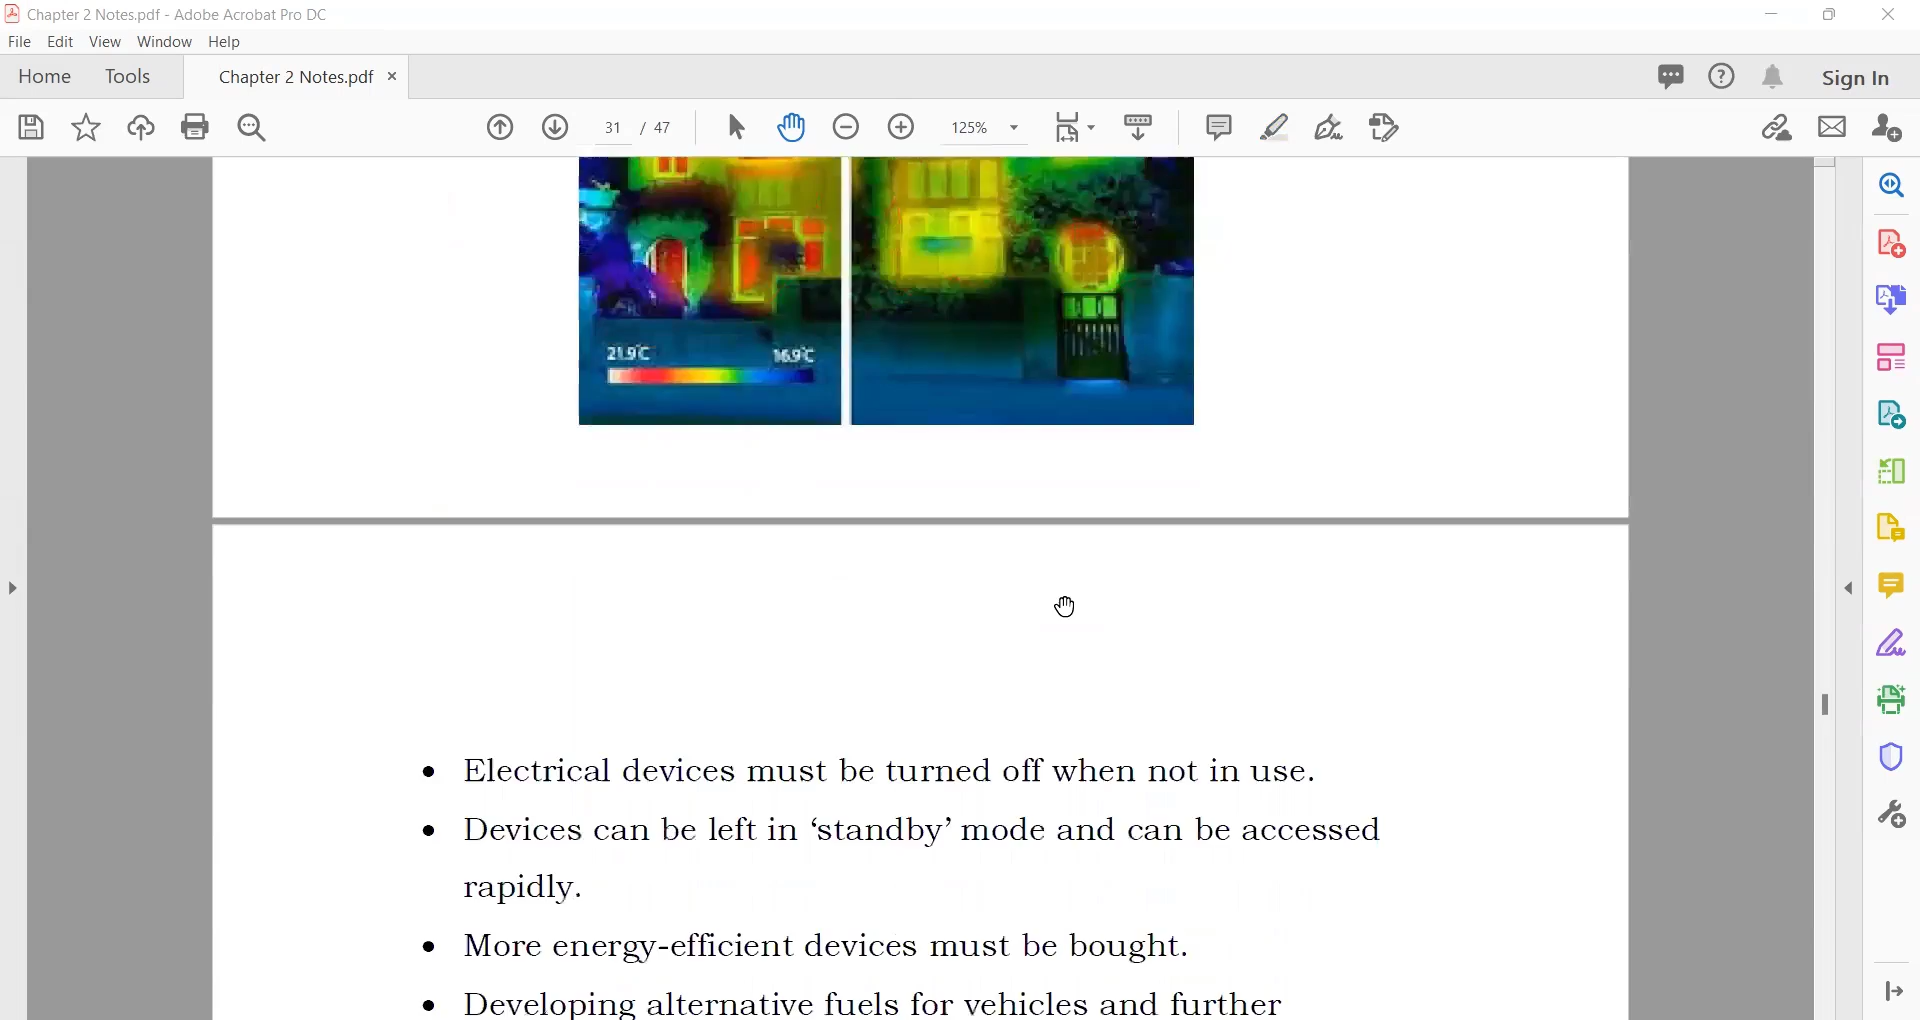 Chapter 2 Notes.pdf - Adobe Acrobat Pro DC
File Edit View Window Help
Home Tools Chapter 2 Notes.pdf × Sign In
31 / 47 125%
21.9°C 16.9°C
• Electrical devices must be turned off when not in use.
• Devices can be left in ‘standby’ mode and can be accessed
rapidly.
• More energy-efficient devices must be bought.
• Developing alternative fuels for vehicles and further